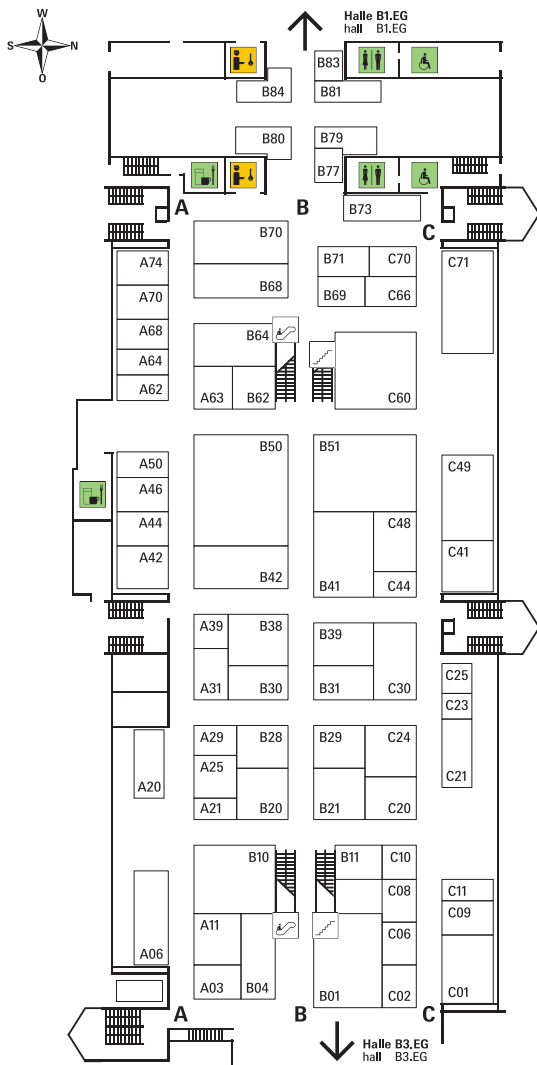 W
S N
O
Halle B1.EG
hall B1.EG
B84
B83
B81
B80
B79
B77
B73
A B C
A74
B70
B71 C70
C71
A70
B68
B69 C66
A68
B64
A64
A62
A63 B62
C60
A50
B50
B51
C49
A46
A44
C48
A42
B42
B41
C44
C41
A39 B38
B39
A31 B30
B31 C30
C25
C23
A29 B28
B29 C24
A25
A20
C21
A21 B20
B21 C20
B10
B11 C10
C08
C11
A11
C09
C06
A06
A03 B04
B01 C02
C01
A B C
Halle B3.EG
hall B3.EG